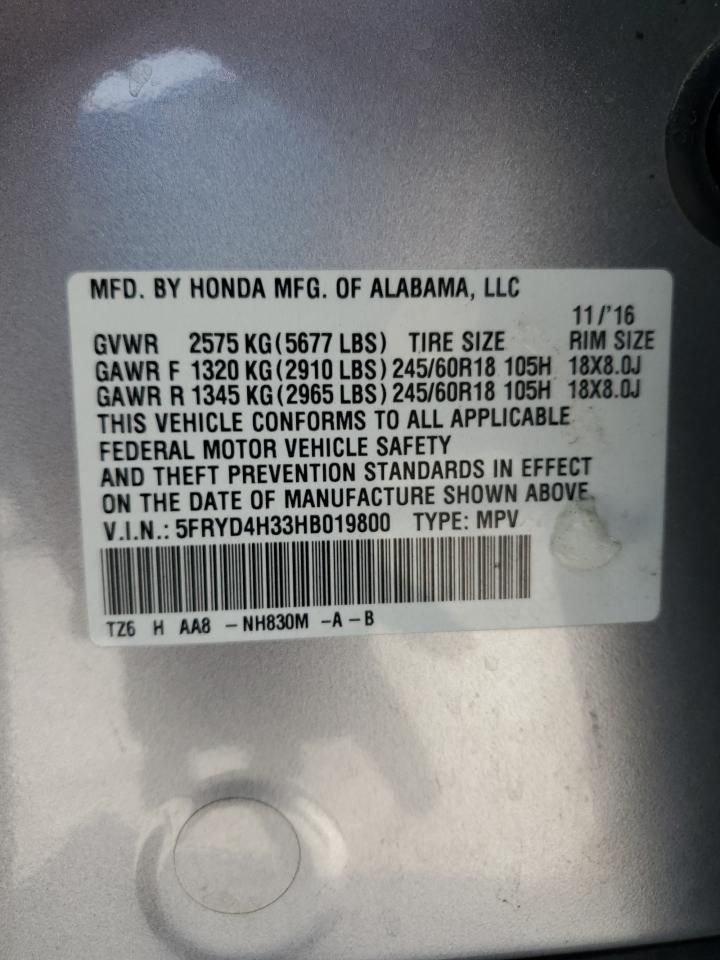 MFD. BY HONDA MFG. OF ALABAMA, LLC
11/'16
GVWR 2575 KG (5677 LBS) TIRE SIZE RIM SIZE
GAWR F 1320 KG (2910 LBS) 245/60R18 105H 18X8.0J
GAWR R 1345 KG (2965 LBS) 245/60R18 105H 18X8.0J
THIS VEHICLE CONFORMS TO ALL APPLICABLE
FEDERAL MOTOR VEHICLE SAFETY
AND THEFT PREVENTION STANDARDS IN EFFECT
ON THE DATE OF MANUFACTURE SHOWN ABOVE.
V.I.N.: 5FRYD4H33HB019800 TYPE: MPV
TZ6 H AA8 – NH830M –A – B